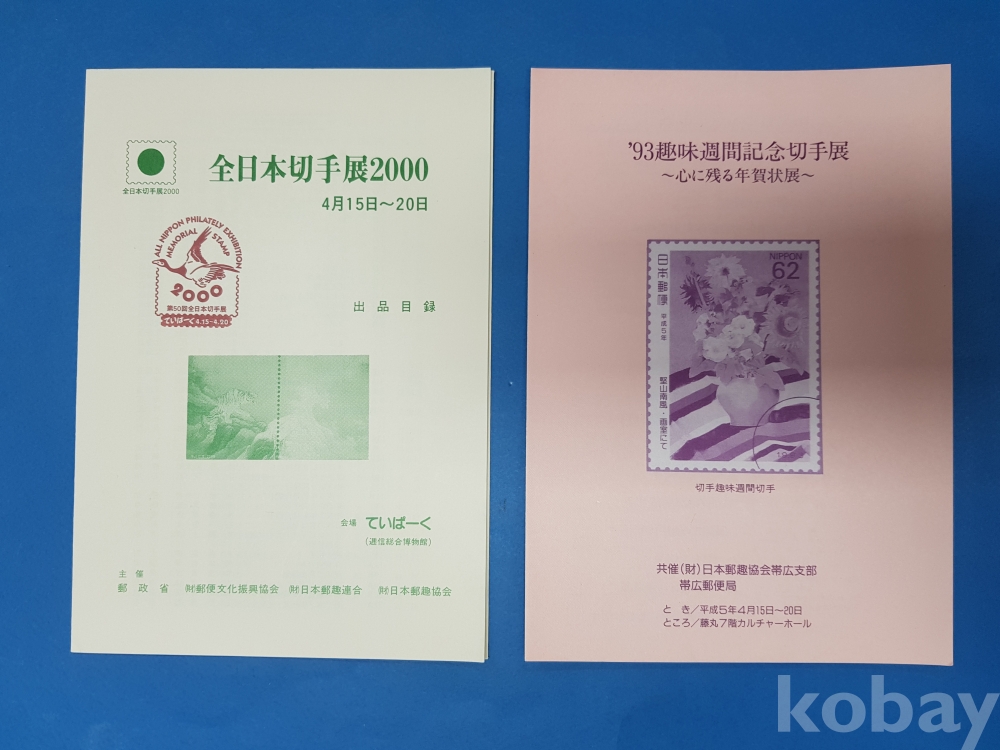 全日本切手展2000
全日本切手展2000
4月15日～20日
ALL NIPPON PHILATELY EXHIBITION
MEMORIAL STAMP
2000
第50回全日本切手展
ていぱーく4.15-4.20
出品目録
会場 ていぱーく
(逓信総合博物館)
主催
郵政省 ㈶郵便文化振興協会 ㈶日本郵趣連合 ㈶日本郵趣協会
'93趣味週間記念切手展
～心に残る年賀状展～
NIPPON
62
日本郵便
平成5年
堅山南風・画室にて
切手趣味週間切手
共催(財)日本郵趣協会帯広支部
帯広郵便局
とき/平成5年4月15日～20日
ところ/藤丸7階カルチャーホール
kobay